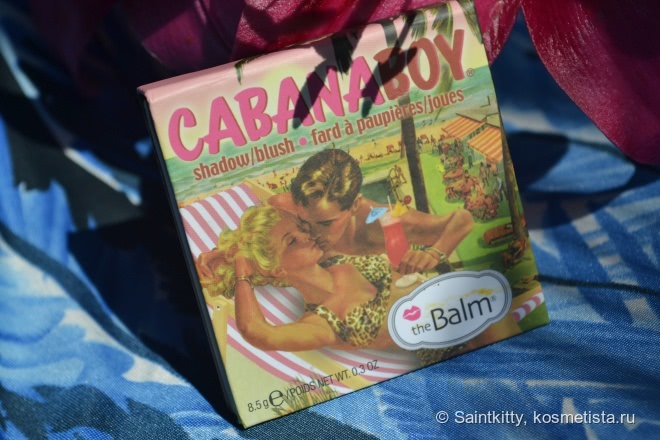 CABANABOY®
shadow/blush • fard à paupières/joues
the Balm®
8.5 g ℮/POIDS NET WT. 0.3 OZ
© Saintkitty, kosmetista.ru